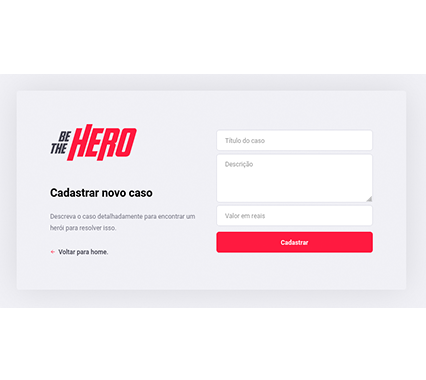 BE
THE HERO
Cadastrar novo caso
Descreva o caso detalhadamente para encontrar um
herói para resolver isso.
Voltar para home.
Título do caso
Descrição
Valor em reais
Cadastrar